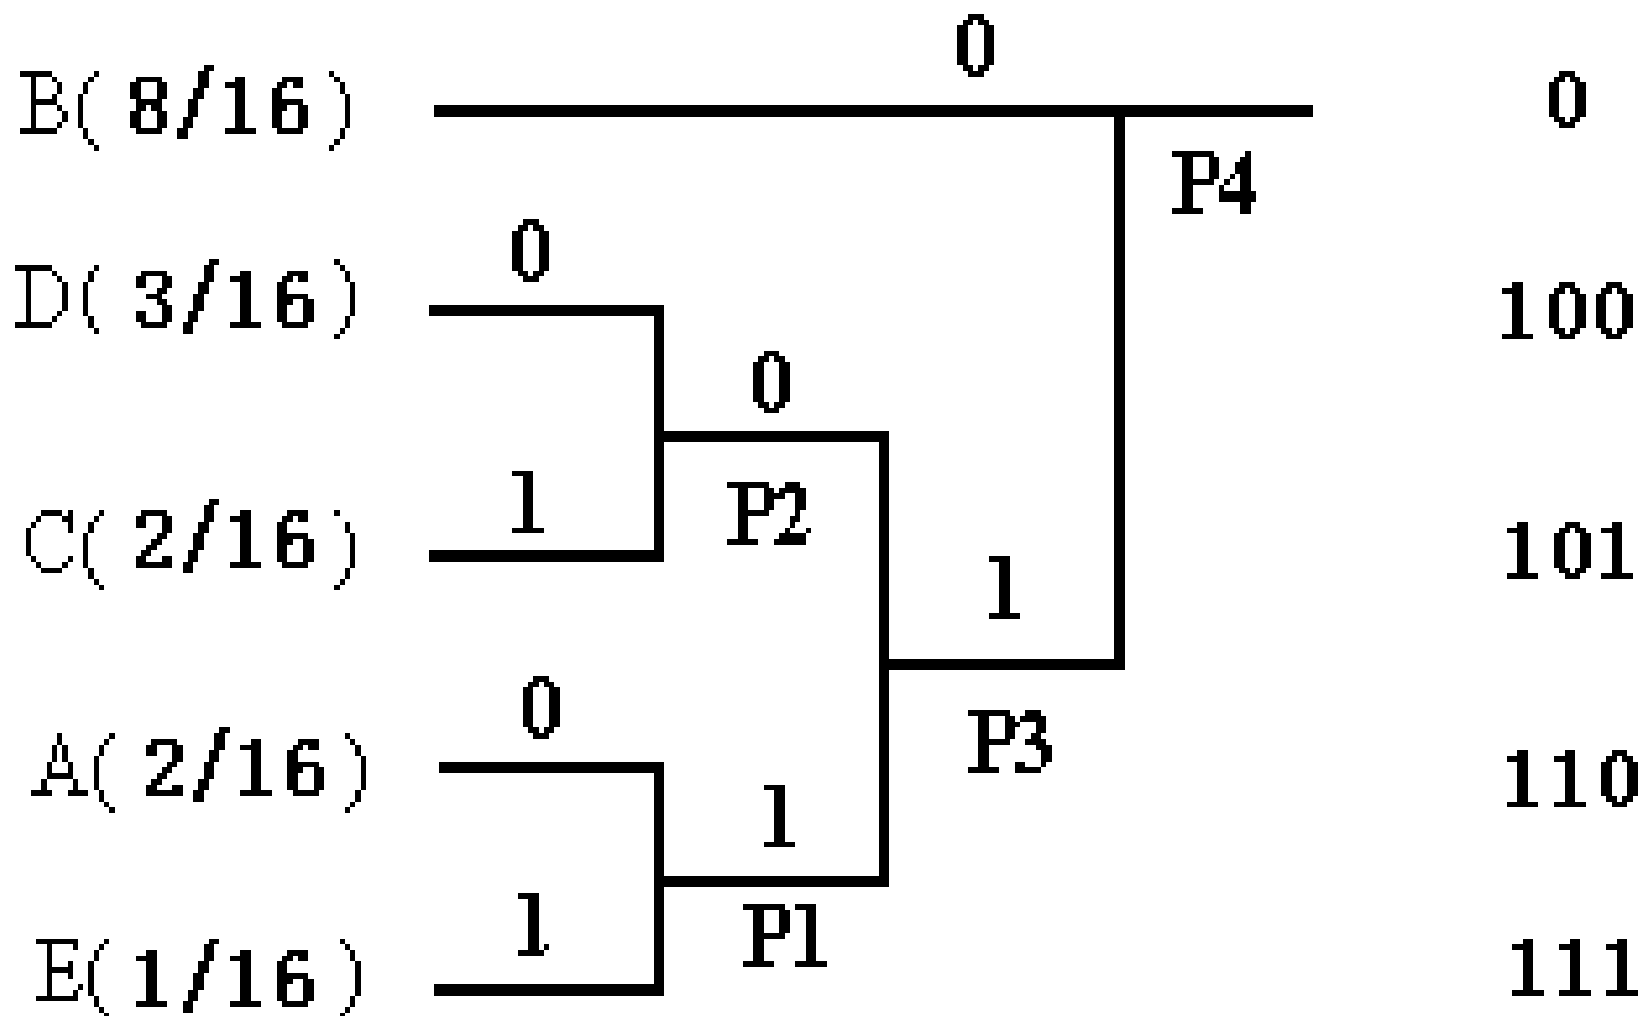 0
B( 8/16 ) 0
P4
0
D( 3/16 ) 100
0
1 P2
C( 2/16 ) 101
1
0
A( 2/16 ) P3 110
1
1 P1
E( 1/16 ) 111